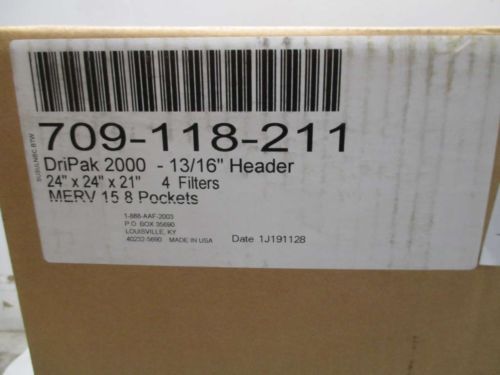 709-118-211
DriPak 2000 - 13/16" Header
24" x 24" x 21" 4 Filters
MERV 15 8 Pockets
1-888-AAF-2003
P.O. BOX 35690
LOUISVILLE, KY
40232-5690 MADE IN USA
Date 1J191128